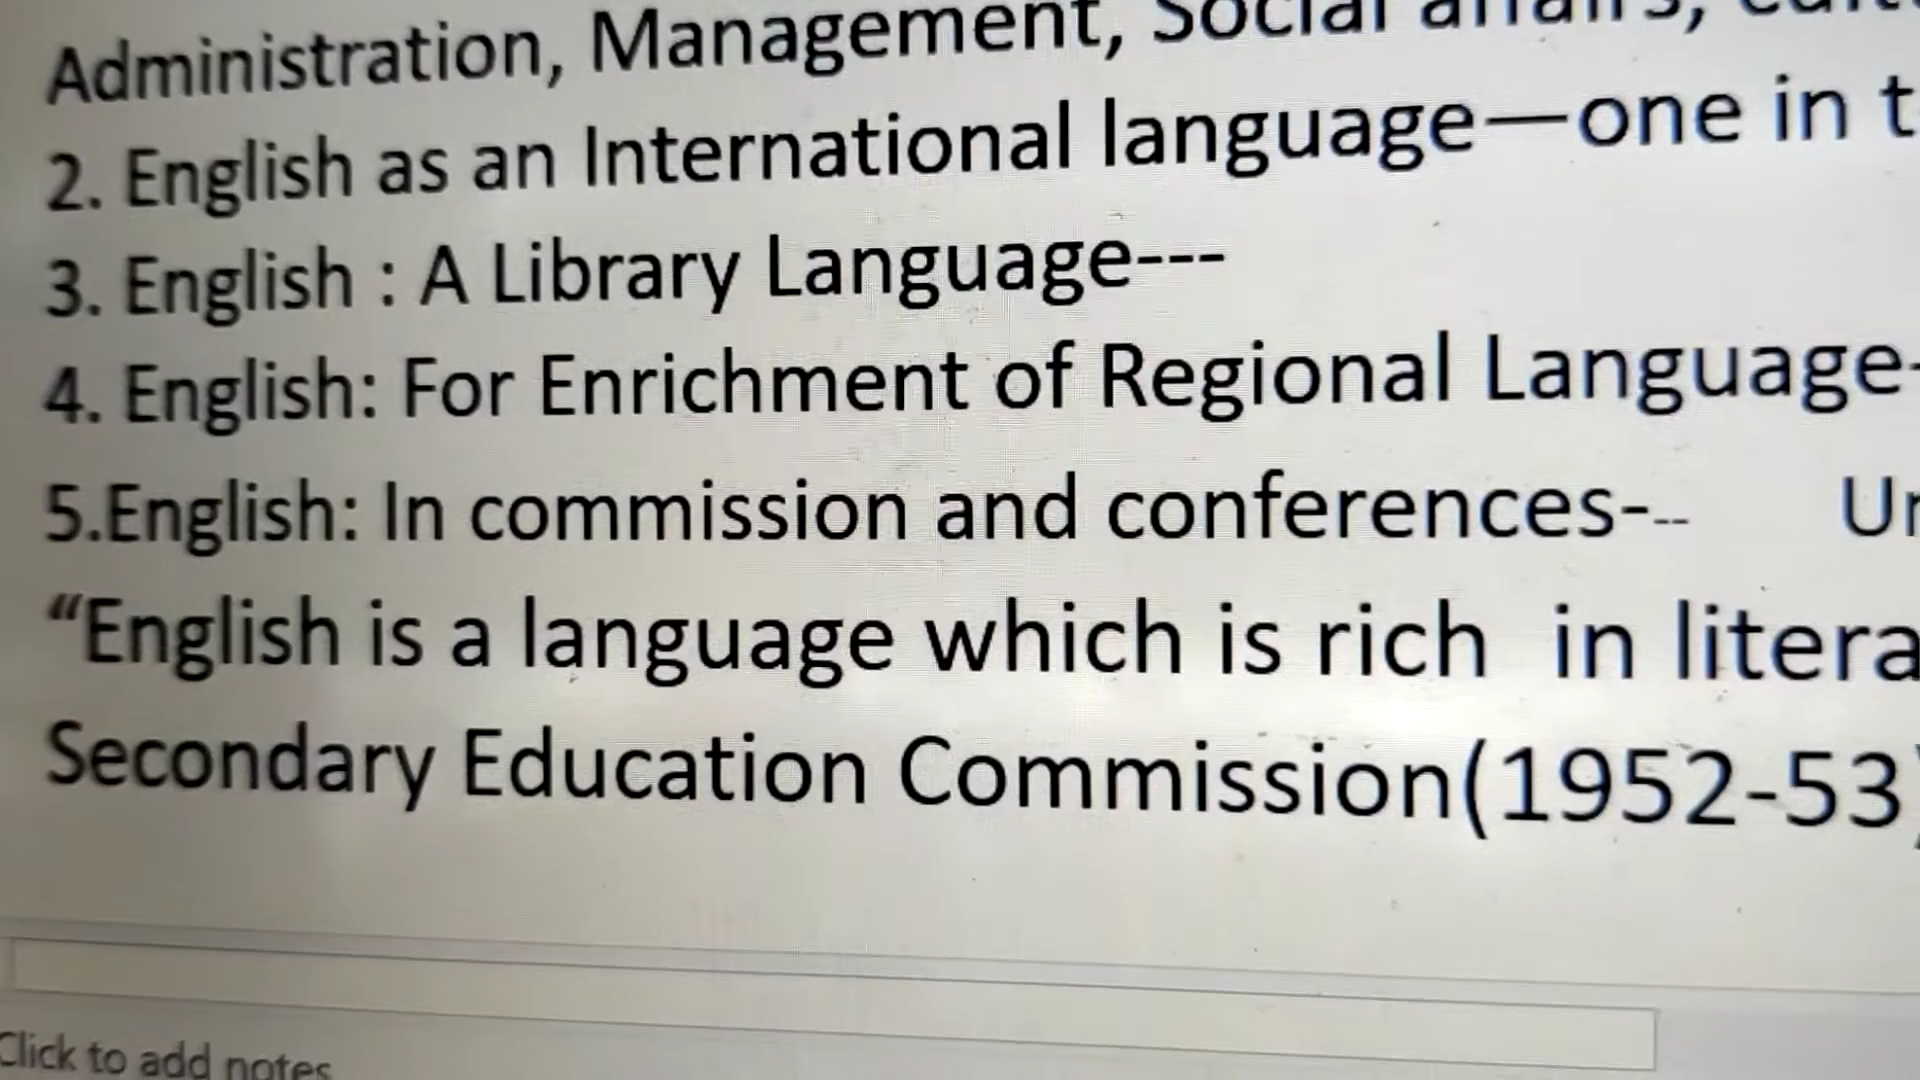 Administration, Management, Social affairs,
2. English as an International language—one in
3. English : A Library Language---
4. English: For Enrichment of Regional Language-
5.English: In commission and conferences---
“English is a language which is rich in
Secondary Education Commission(1952-53)
Click to add notes